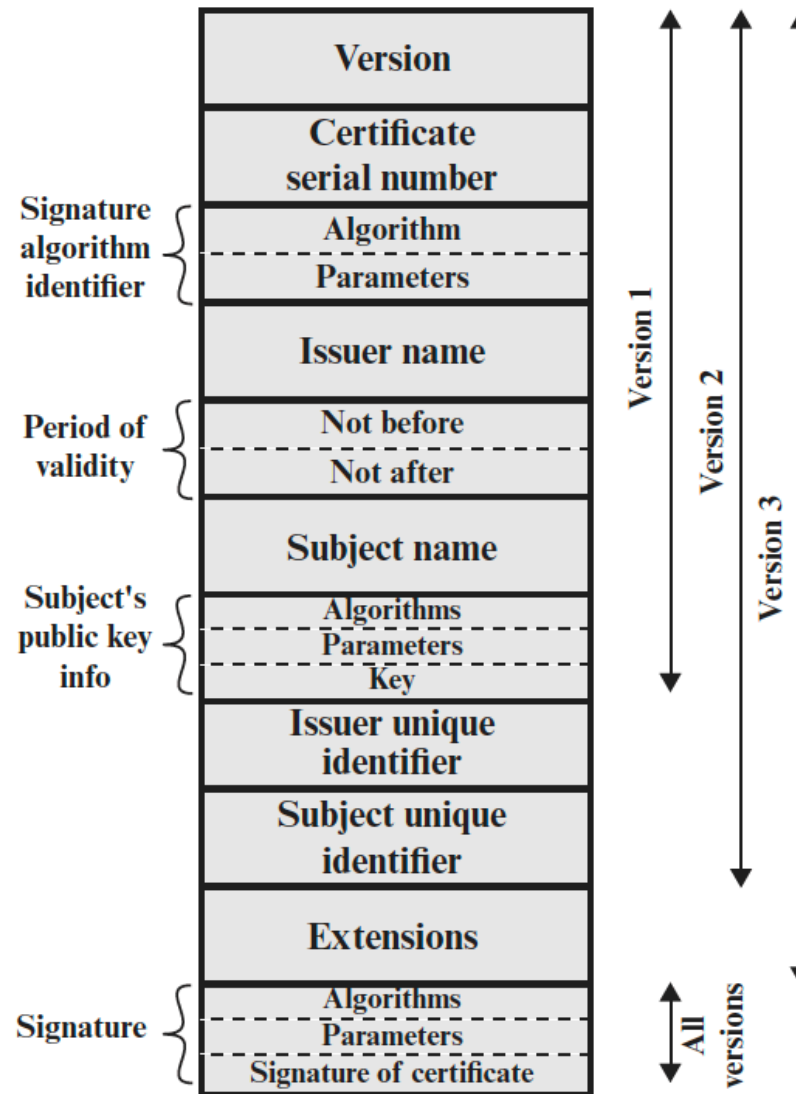 Version
Certificate
serial number
Signature
algorithm
identifier
Algorithm
Parameters
Issuer name
Period of
validity
Not before
Not after
Subject name
Subject's
public key
info
Algorithms
Parameters
Key
Issuer unique
identifier
Subject unique
identifier
Extensions
Signature
Algorithms
Parameters
Signature of certificate
Version 1
Version 2
Version 3
All
versions